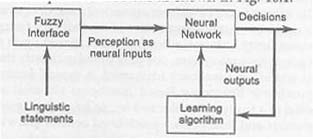 Fuzzy
Interface
Perception as
neural inputs
Neural
Network
Decisions
Neural
outputs
Linguistic
statements
Learning
algorithm